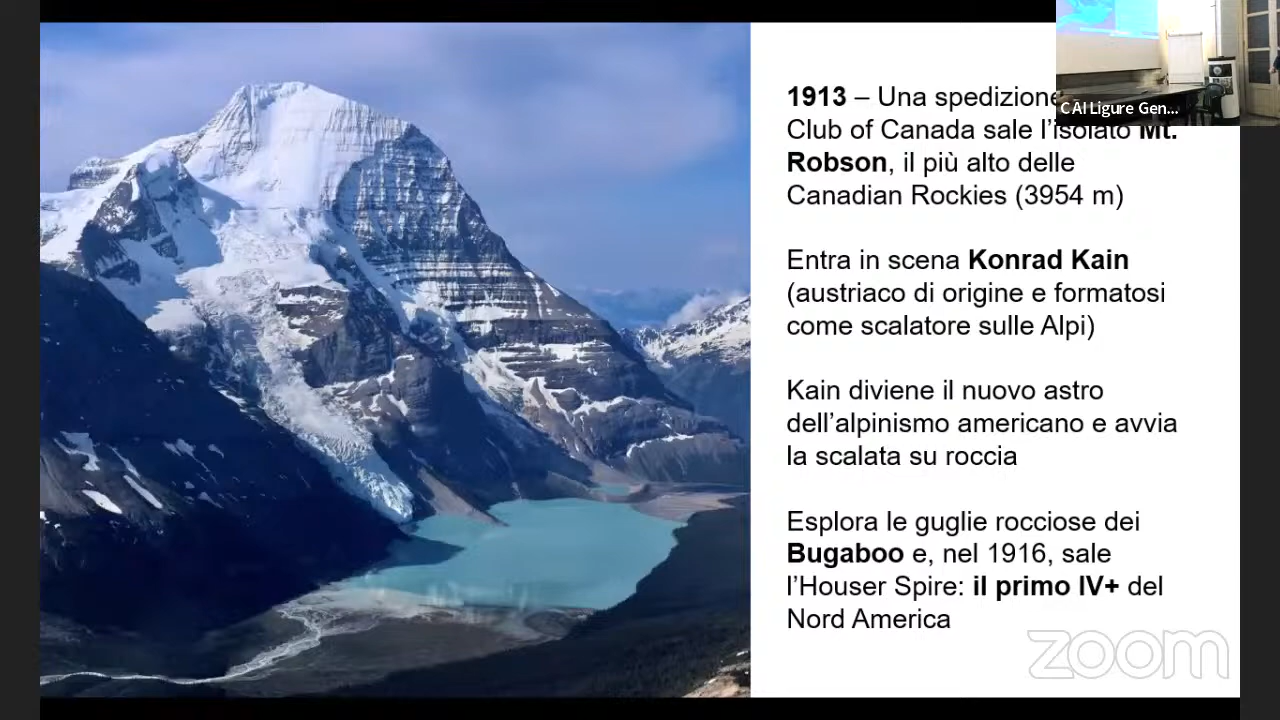 1913 – Una spedizione
Club of Canada sale l’isolato Mt.
Robson, il più alto delle
Canadian Rockies (3954 m)
Entra in scena Konrad Kain
(austriaco di origine e formatosi
come scalatore sulle Alpi)
Kain diviene il nuovo astro
dell’alpinismo americano e avvia
la scalata su roccia
Esplora le guglie rocciose dei
Bugaboo e, nel 1916, sale
l’Houser Spire: il primo IV+ del
Nord America
CAI Ligure Gen...
zoom